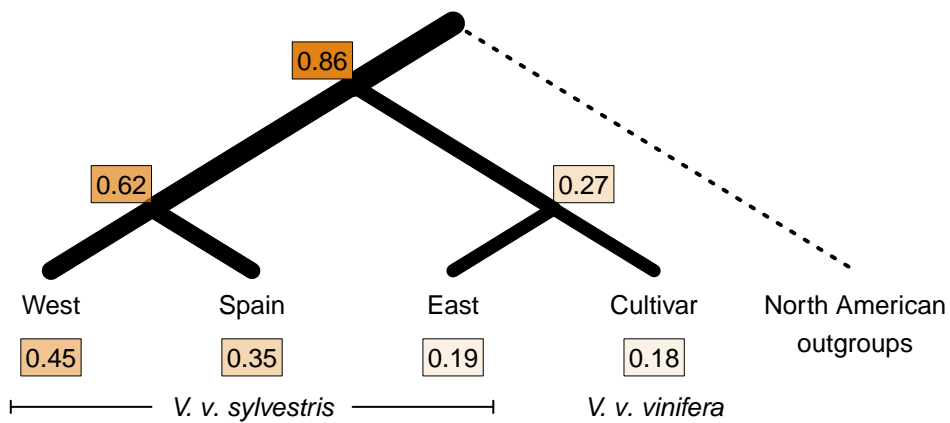 0.86
0.62
0.27
West
Spain
East
Cultivar
North American
outgroups
0.45
0.35
0.19
0.18
V. v. sylvestris
V. v. vinifera